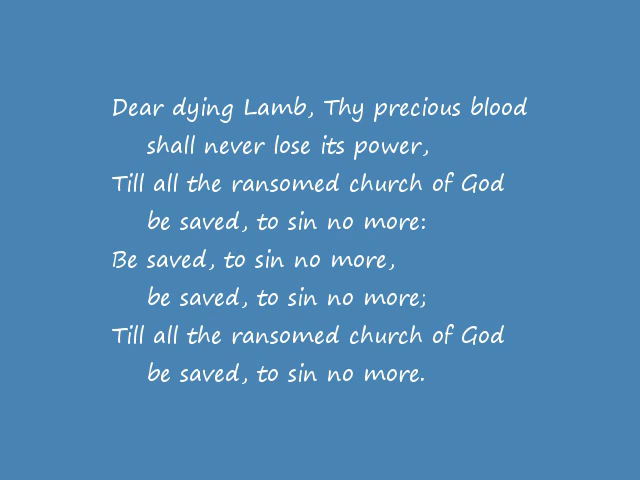 Dear dying Lamb, Thy precious blood
shall never lose its power,
Till all the ransomed church of God
be saved, to sin no more:
Be saved, to sin no more,
be saved, to sin no more;
Till all the ransomed church of God
be saved, to sin no more.